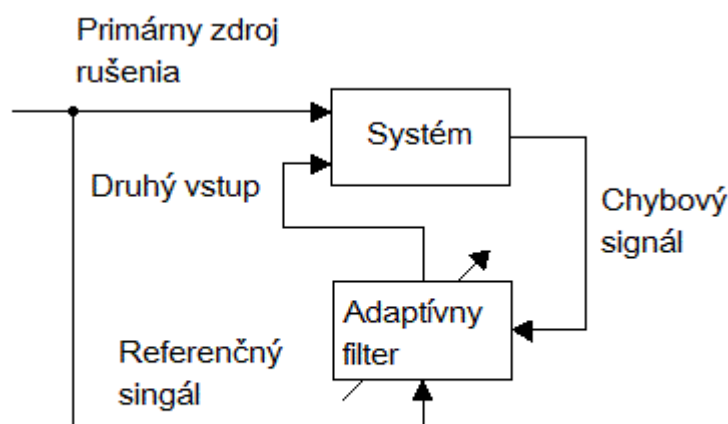 Primárny zdroj
rušenia
Systém
Druhý vstup
Chybový
signál
Adaptívny
filter
Referenčný
singál